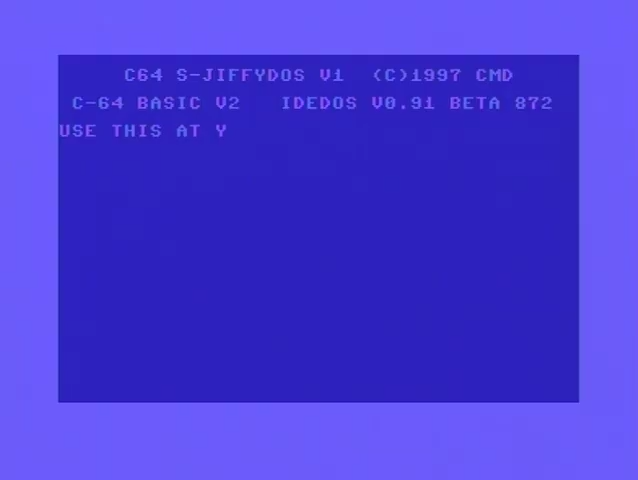 C64 S-JIFFYDOS V1 (C)1997 CMD
C-64 BASIC V2 IDEDOS V0.91 BETA 872
USE THIS AT Y